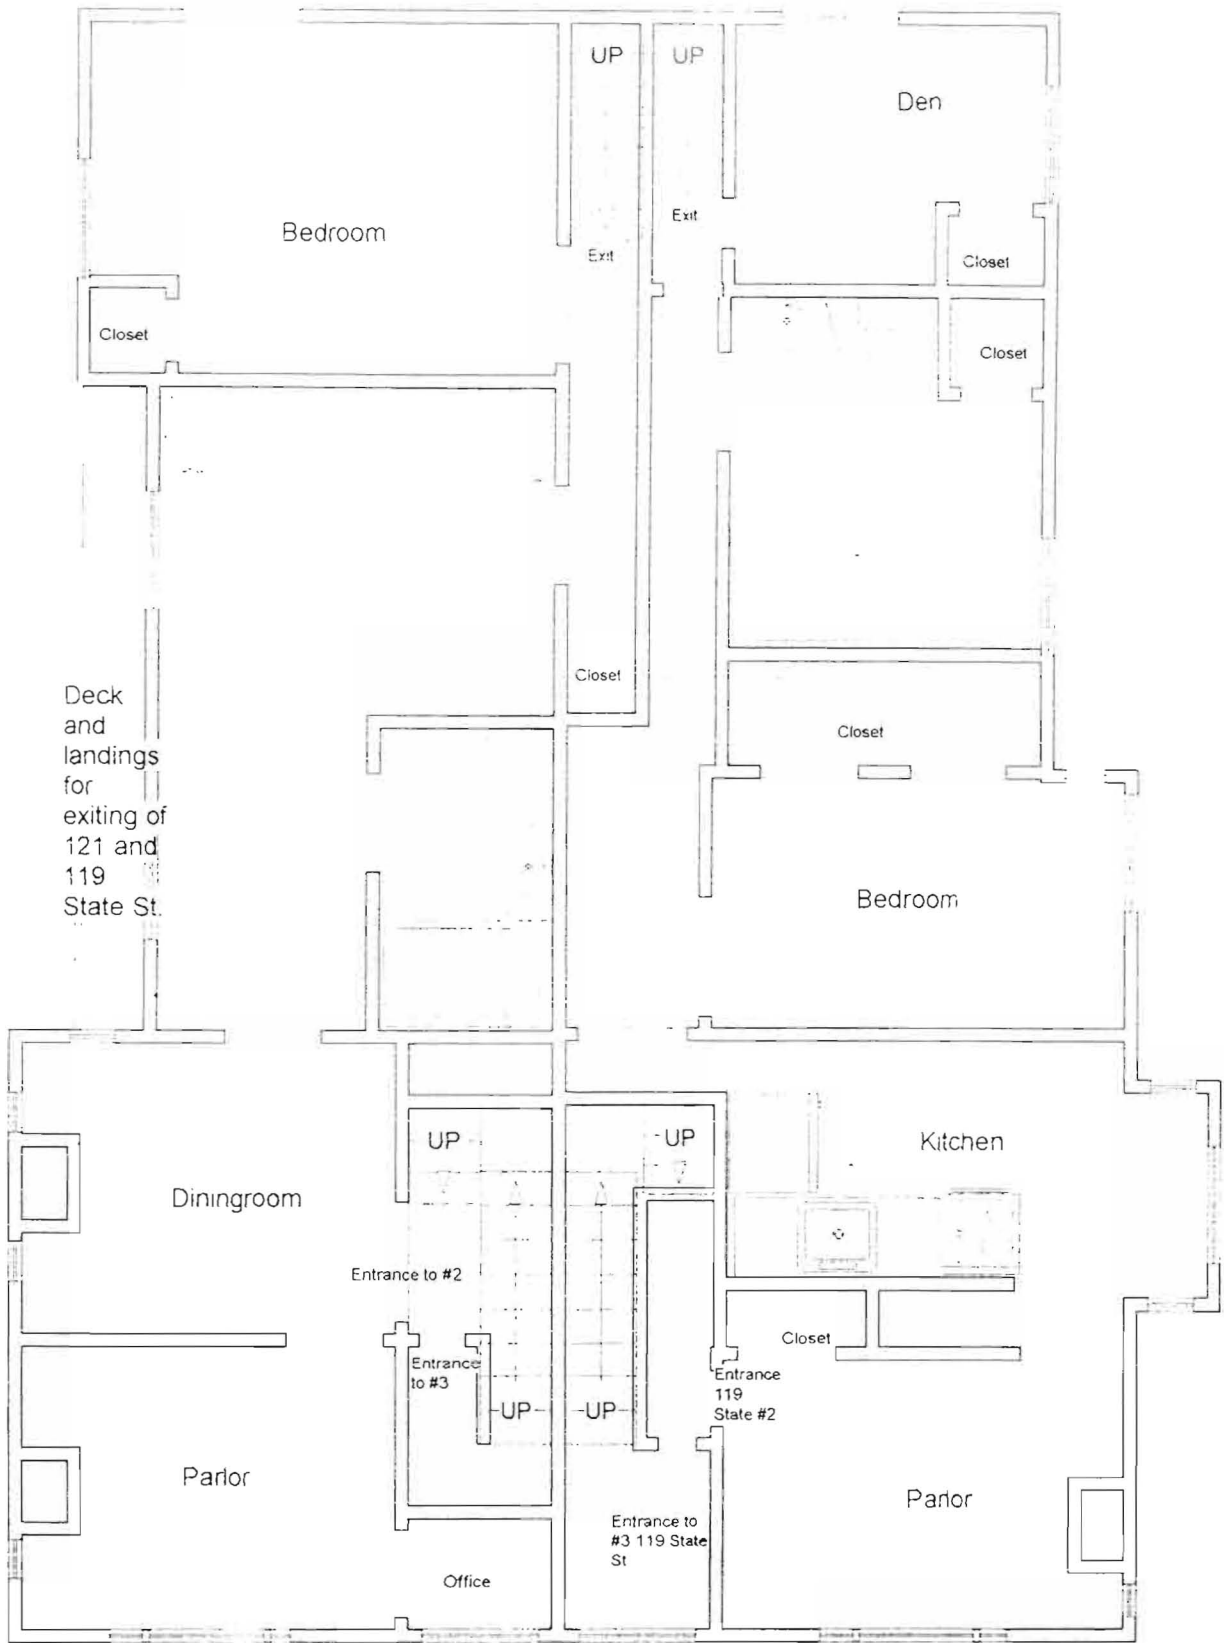 UP
UP
Den
Exit
Bedroom
Exit
Closet
Closet
Closet
Closet
Deck
and
landings
for
exiting of
121 and
119
State St.
Closet
Bedroom
UP
UP
Kitchen
Diningroom
Entrance to #2
Closet
Entrance
to #3
Entrance
119
State #2
UP
UP
Parlor
Parlor
Entrance to
#3 119 State
St
Office